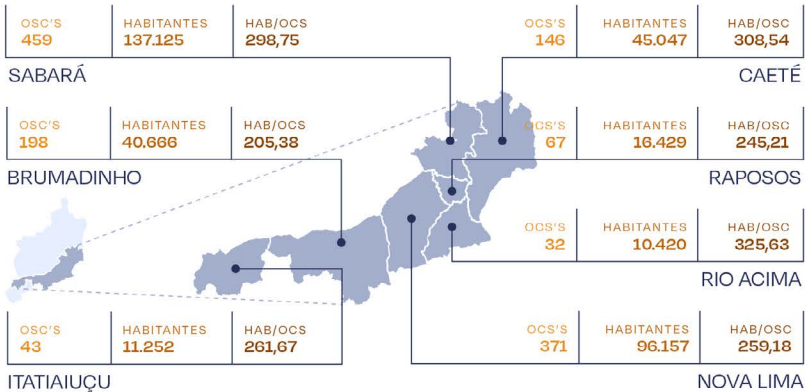 OSC'S HABITANTES HAB/OCS
459 137.125 298,75
SABARÁ
OCS'S HABITANTES HAB/OSC
146 45.047 308,54
CAETÉ
OSC'S HABITANTES HAB/OCS
198 40.666 205,38
BRUMADINHO
OCS'S HABITANTES HAB/OSC
67 16.429 245,21
RAPOSOS
OCS'S HABITANTES HAB/OSC
32 10.420 325,63
RIO ACIMA
OSC'S HABITANTES HAB/OCS
43 11.252 261,67
ITATIAIUÇU
OCS'S HABITANTES HAB/OSC
371 96.157 259,18
NOVA LIMA